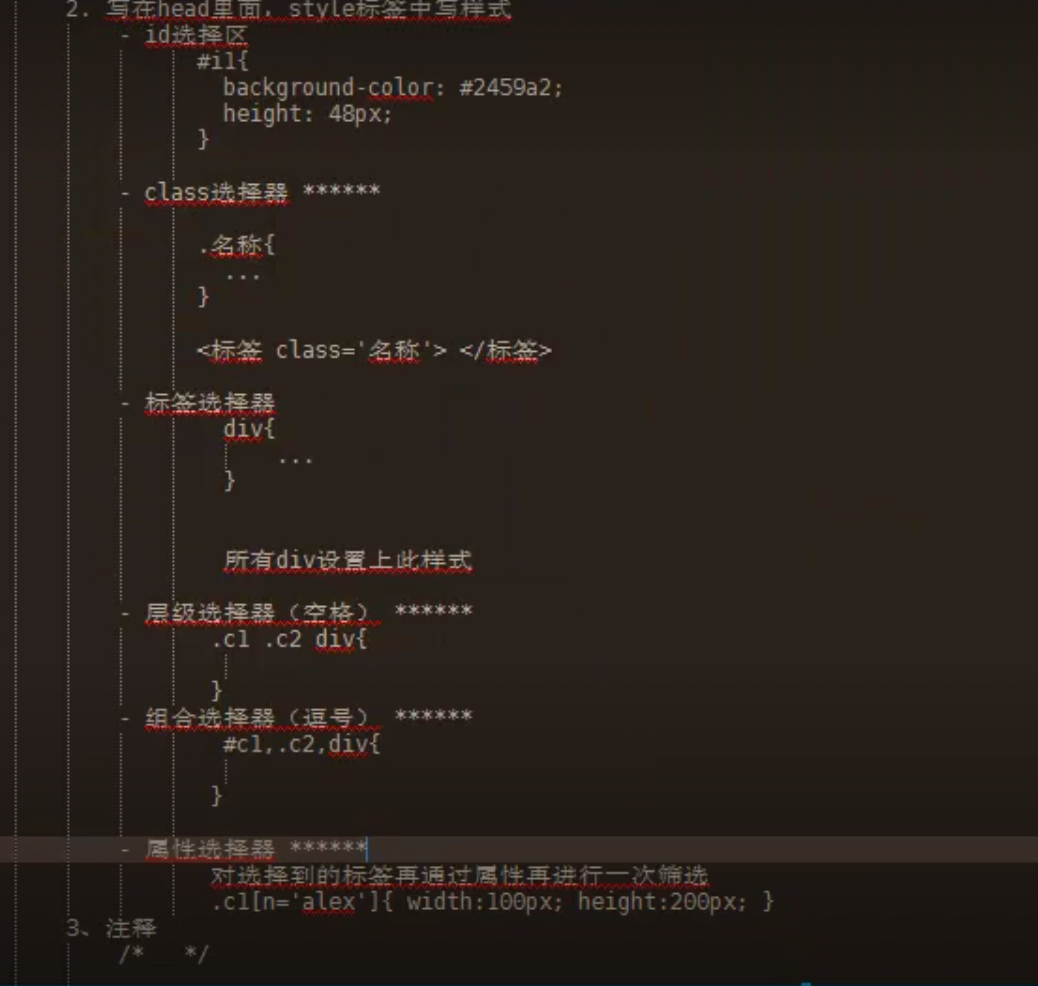 2. 写在head里面，style标签中写样式
- id选择区
#i1{
background-color: #2459a2;
height: 48px;
}
- class选择器 ******
.名称{
...
}
<标签 class='名称'> </标签>
- 标签选择器
div{
...
}
所有div设置上此样式
- 层级选择器（空格） ******
.c1 .c2 div{
}
- 组合选择器（逗号） ******
#c1,.c2,div{
}
- 属性选择器 ******
对选择到的标签再通过属性再进行一次筛选
.c1[n='alex']{ width:100px; height:200px; }
3、注释
/*   */